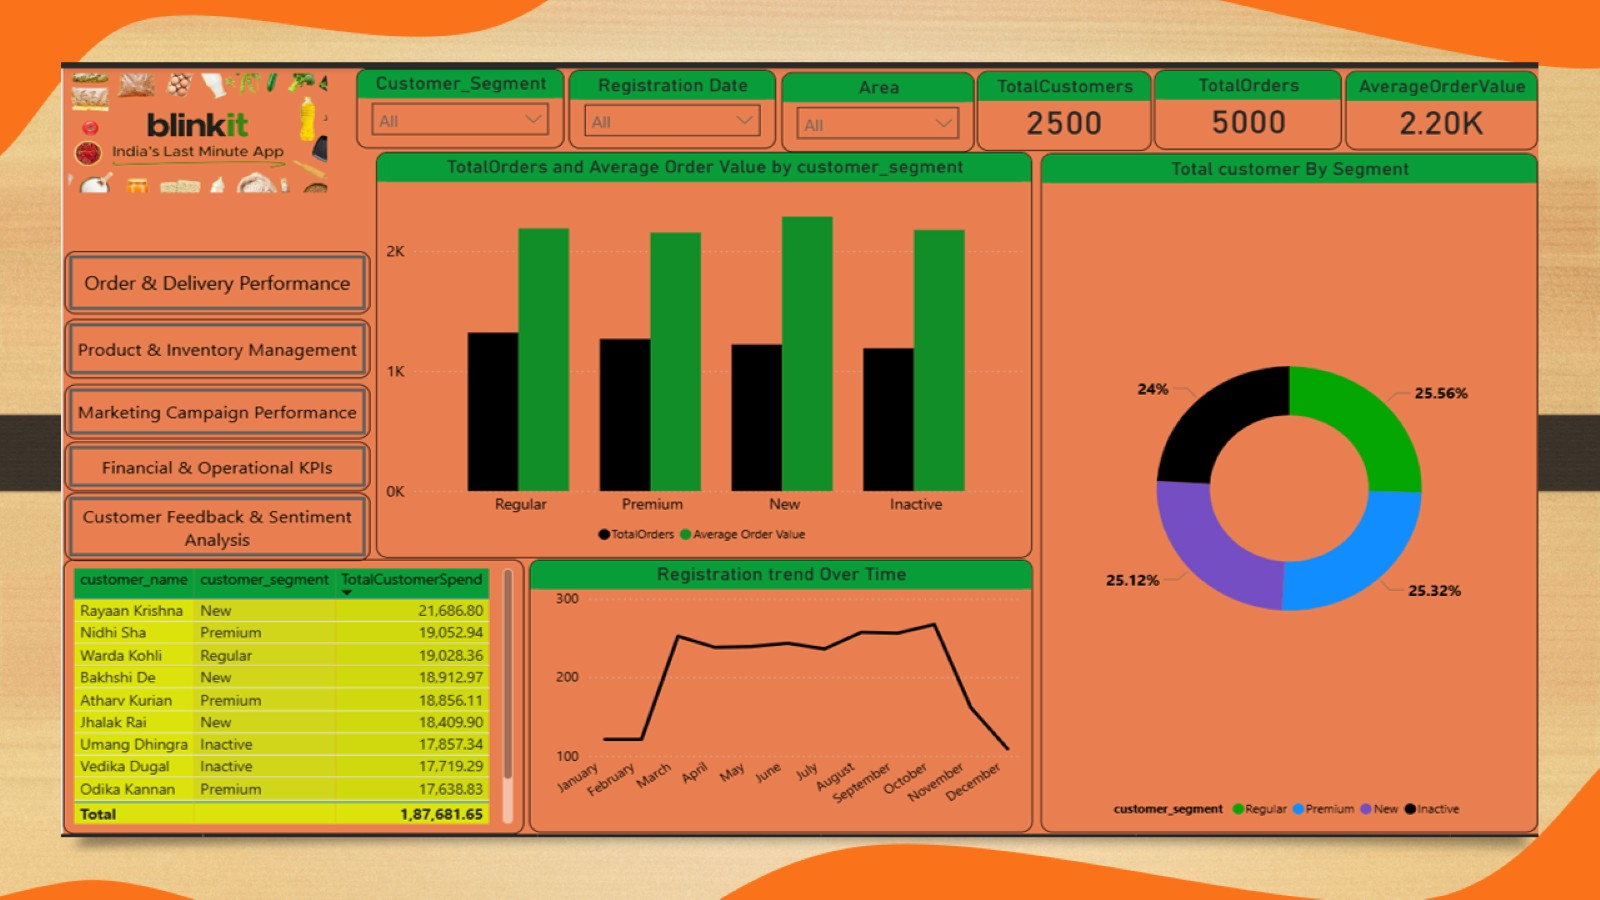 blinkit
India's Last Minute App
Customer_Segment
All
Registration Date
All
Area
All
TotalCustomers
2500
TotalOrders
5000
AverageOrderValue
2.20K
Order & Delivery Performance
Product & Inventory Management
Marketing Campaign Performance
Financial & Operational KPIs
Customer Feedback & Sentiment
Analysis
TotalOrders and Average Order Value by customer_segment
2K
1K
0K
Regular Premium New Inactive
TotalOrders Average Order Value
Total customer By Segment
24%
25.56%
25.12%
25.32%
customer_segment Regular Premium New Inactive
customer_name customer_segment TotalCustomerSpend
Rayaan Krishna New 21,686.80
Nidhi Sha Premium 19,052.94
Warda Kohli Regular 19,028.36
Bakhshi De New 18,912.97
Atharv Kurian Premium 18,856.11
Jhalak Rai New 18,409.90
Umang Dhingra Inactive 17,857.34
Vedika Dugal Inactive 17,719.29
Odika Kannan Premium 17,638.83
Total 1,87,681.65
Registration trend Over Time
300
200
100
January February March April May June July August September October November December